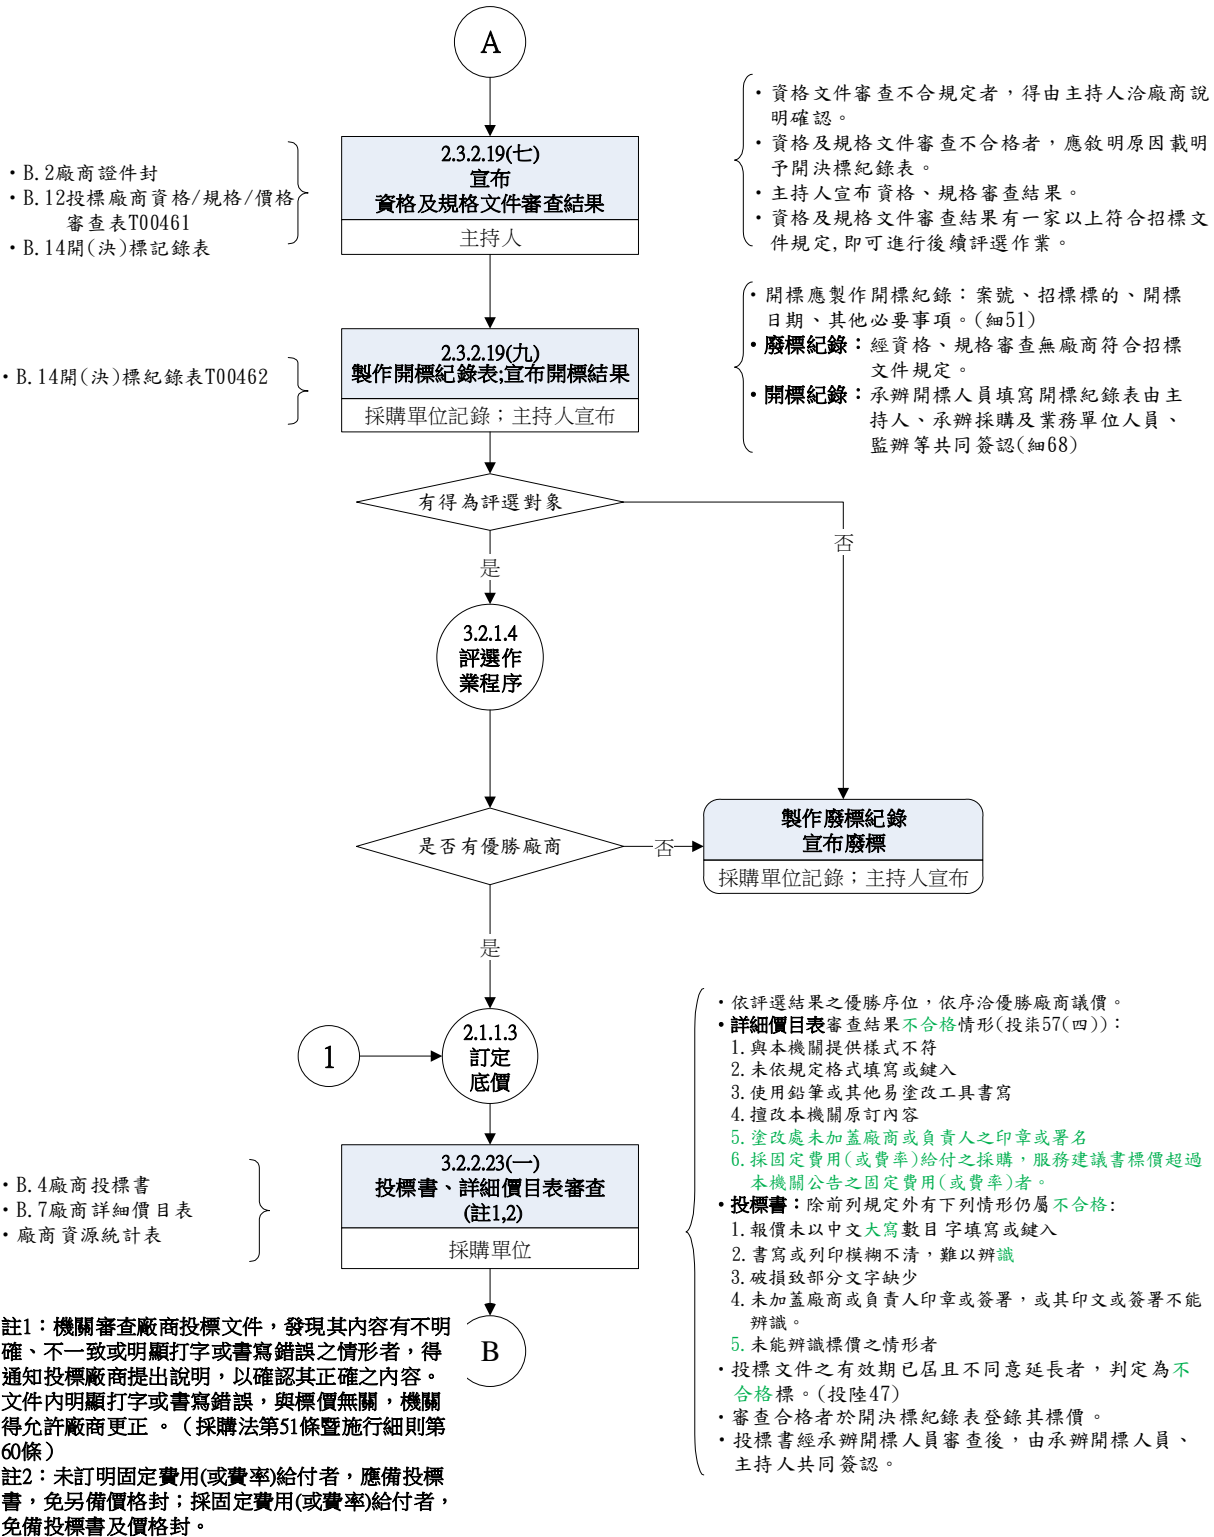 A
・B.2廠商證件封
・B.12投標廠商資格/規格/價格
審查表T00461
・B.14開(決)標記錄表
2.3.2.19(七)
宣布
資格及規格文件審查結果
主持人
・資格文件審查不合規定者，得由主持人洽廠商說
明確認。
・資格及規格文件審查不合格者，應敘明原因載明
予開決標紀錄表。
・主持人宣布資格、規格審查結果。
・資格及規格文件審查結果有一家以上符合招標文
件規定,即可進行後續評選作業。
・B.14開(決)標紀錄表T00462
2.3.2.19(九)
製作開標紀錄表;宣布開標結果
採購單位記錄；主持人宣布
・開標應製作開標紀錄：案號、招標標的、開標
日期、其他必要事項。(細51)
・廢標紀錄：經資格、規格審查無廠商符合招標
文件規定。
・開標紀錄：承辦開標人員填寫開標紀錄表由主
持人、承辦採購及業務單位人員、
監辦等共同簽認(細68)
有得為評選對象
否
是
3.2.1.4
評選作
業程序
是否有優勝廠商
否
製作廢標紀錄
宣布廢標
採購單位記錄；主持人宣布
是
1
2.1.1.3
訂定
底價
・B.4廠商投標書
・B.7廠商詳細價目表
・廠商資源統計表
3.2.2.23(一)
投標書、詳細價目表審查
(註1,2)
採購單位
・依評選結果之優勝序位，依序洽優勝廠商議價。
・詳細價目表審查結果不合格情形(投柒57(四))：
1.與本機關提供樣式不符
2.未依規定格式填寫或鍵入
3.使用鉛筆或其他易塗改工具書寫
4.擅改本機關原訂內容
5.塗改處未加蓋廠商或負責人之印章或署名
6.採固定費用(或費率)給付之採購，服務建議書標價超過
本機關公告之固定費用(或費率)者。
・投標書：除前列規定外有下列情形仍屬不合格:
1.報價未以中文大寫數目字填寫或鍵入
2.書寫或列印模糊不清，難以辨識
3.破損致部分文字缺少
4.未加蓋廠商或負責人印章或簽署，或其印文或簽署不能
辨識。
5.未能辨識標價之情形者
・投標文件之有效期已屆且不同意延長者，判定為不
合格標。(投陸47)
・審查合格者於開決標紀錄表登錄其標價。
・投標書經承辦開標人員審查後，由承辦開標人員、
主持人共同簽認。
B
註1：機關審查廠商投標文件，發現其內容有不明
確、不一致或明顯打字或書寫錯誤之情形者，得
通知投標廠商提出說明，以確認其正確之內容。
文件內明顯打字或書寫錯誤，與標價無關，機關
得允許廠商更正 。（採購法第51條暨施行細則第
60條）
註2：未訂明固定費用(或費率)給付者，應備投標
書，免另備價格封；採固定費用(或費率)給付者，
免備投標書及價格封。